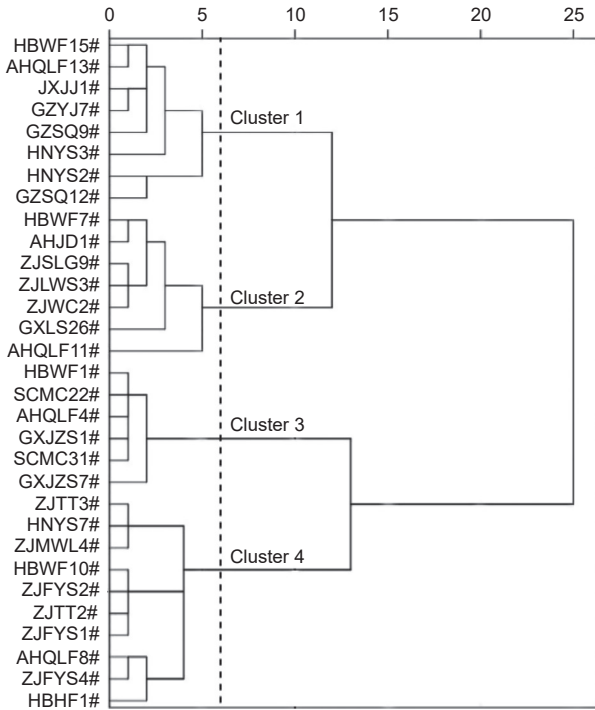 0 5 10 15 20 25
HBWF15#
AHQLF13#
JXJJ1#
GZYJ7#
Cluster 1
GZSQ9#
HNYS3#
HNYS2#
GZSQ12#
HBWF7#
AHJD1#
ZJSLG9#
ZJLWS3#
Cluster 2
ZJWC2#
GXLS26#
AHQLF11#
HBWF1#
SCMC22#
AHQLF4#
Cluster 3
GXJZS1#
SCMC31#
GXJZS7#
ZJTT3#
HNYS7#
ZJMWL4#
Cluster 4
HBWF10#
ZJFYS2#
ZJTT2#
ZJFYS1#
AHQLF8#
ZJFYS4#
HBHF1#